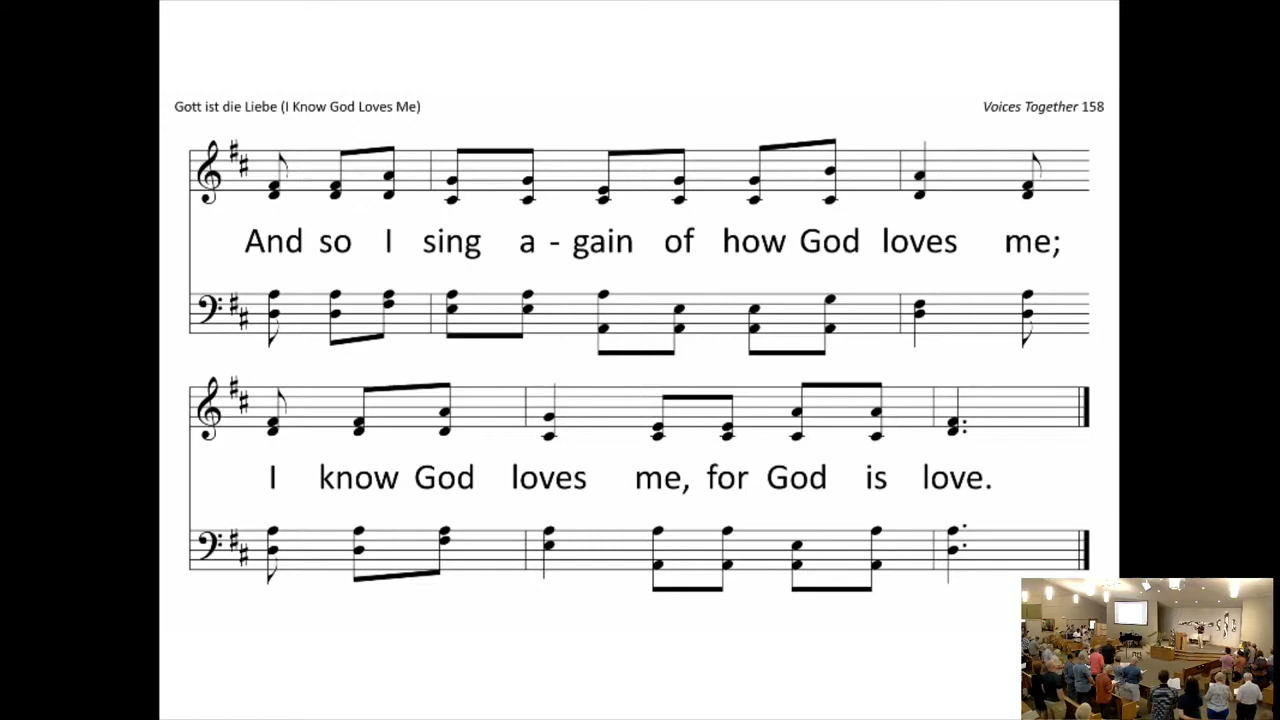 Gott ist die Liebe (I Know God Loves Me)
Voices Together 158
And so I sing a - gain of how God loves me;
I know God loves me, for God is love.